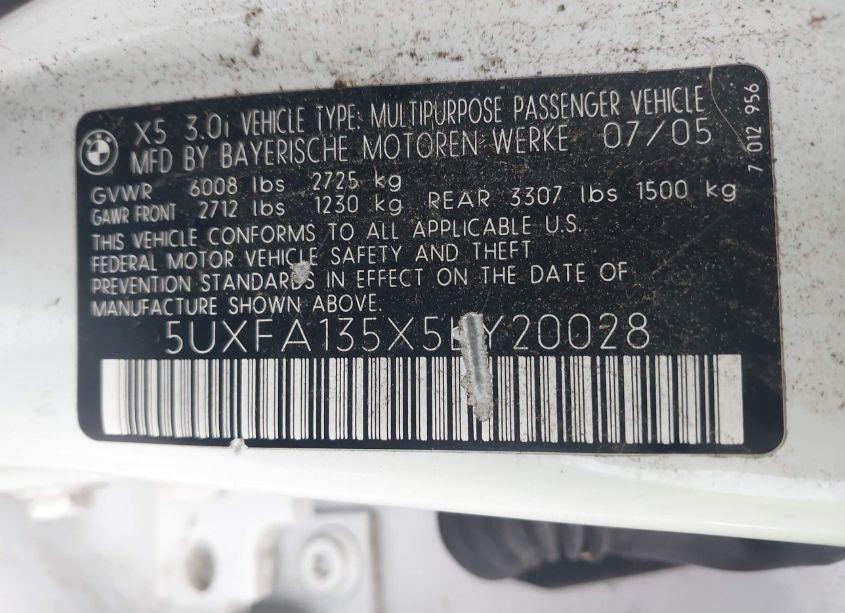 X5 3.0i VEHICLE TYPE: MULTIPURPOSE PASSENGER VEHICLE
MFD BY BAYERISCHE MOTOREN WERKE 07/05
GVWR 6008 lbs 2725 kg
GAWR FRONT 2712 lbs 1230 kg REAR 3307 lbs 1500 kg
THIS VEHICLE CONFORMS TO ALL APPLICABLE U.S.
FEDERAL MOTOR VEHICLE SAFETY AND THEFT
PREVENTION STANDARDS IN EFFECT ON THE DATE OF
MANUFACTURE SHOWN ABOVE.
5UXFA135X5LY20028
7 012 956